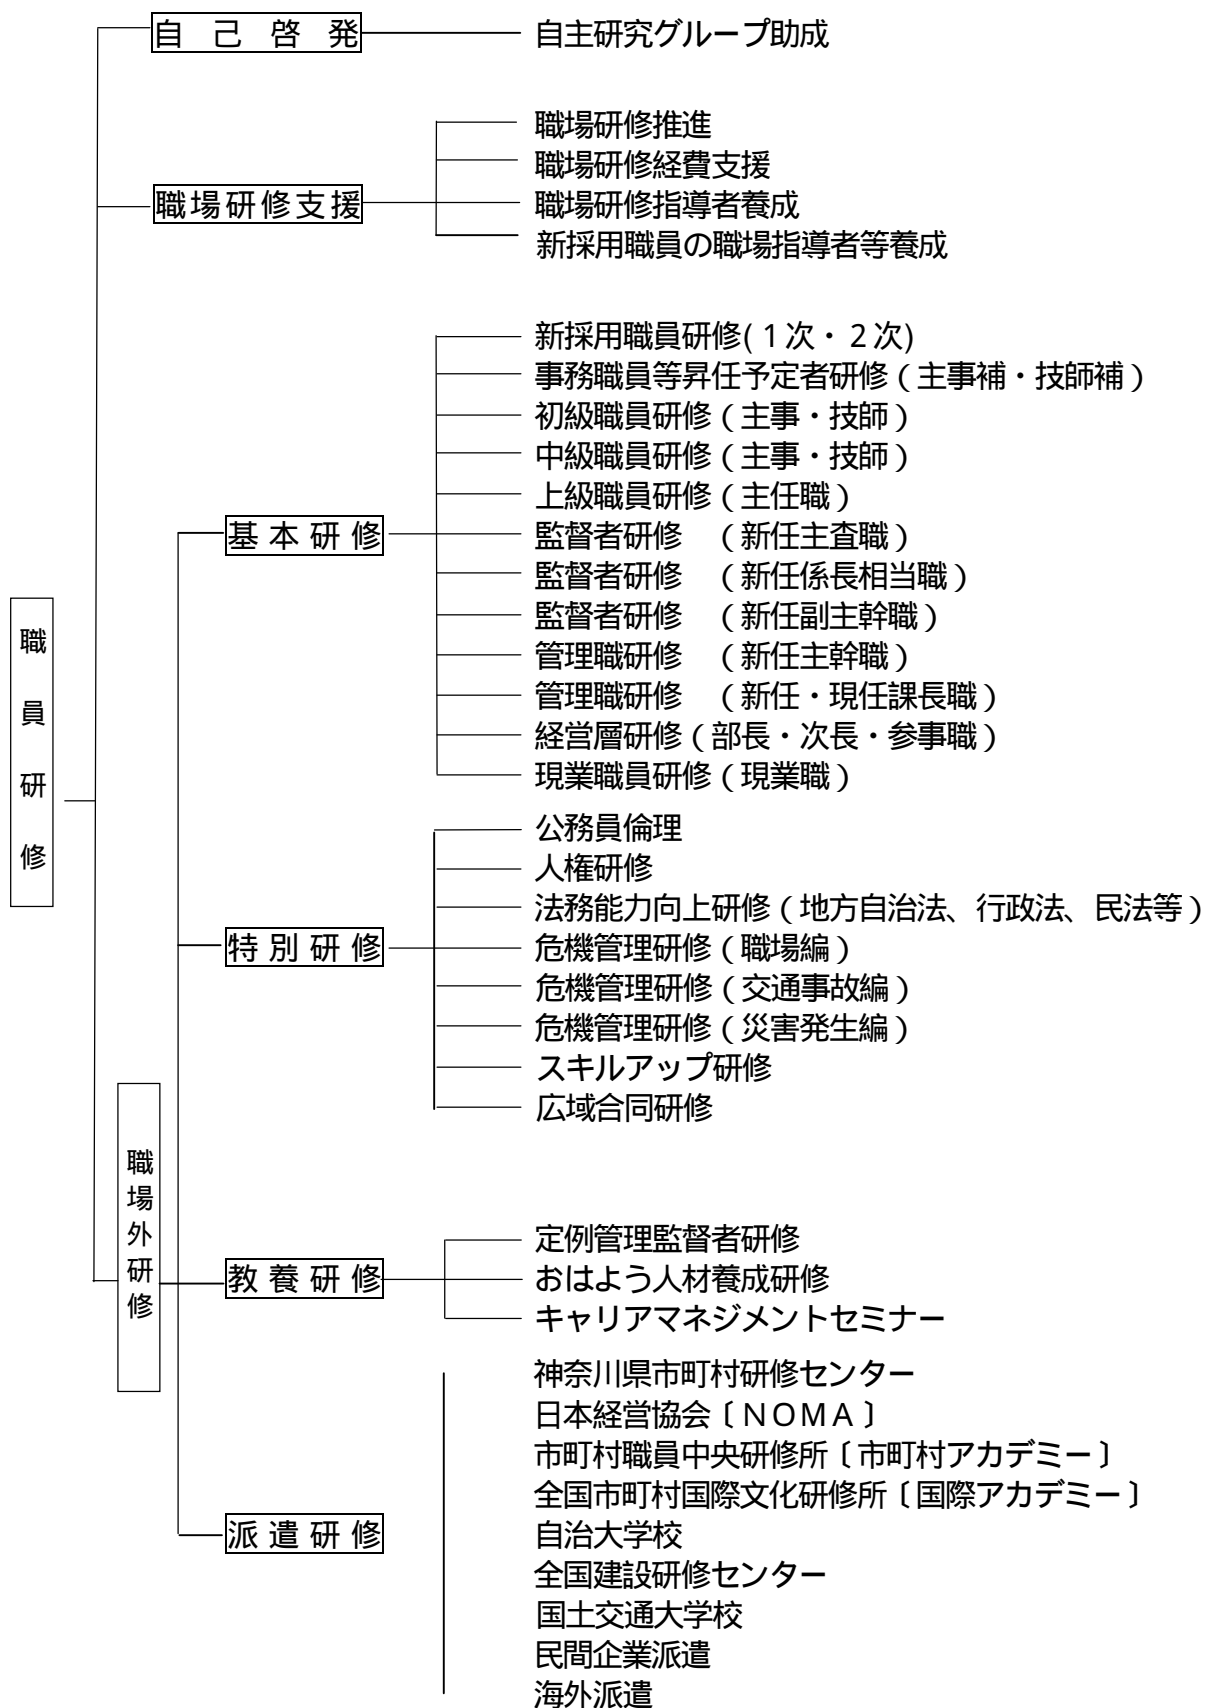 自己啓発 自主研究グループ助成
職場研修推進
職場研修経費支援
職場研修支援 職場研修指導者養成
新採用職員の職場指導者等養成
新採用職員研修(1次・2次)
事務職員等昇任予定者研修(主事補・技師補)
初級職員研修(主事・技師)
中級職員研修(主事・技師)
上級職員研修(主任職)
基本研修 監督者研修 (新任主査職)
監督者研修 (新任係長相当職)
監督者研修 (新任副主幹職)
管理職研修 (新任主幹職)
管理職研修 (新任・現任課長職)
経営層研修(部長・次長・参事職)
現業職員研修(現業職)
職員研修
公務員倫理
人権研修
法務能力向上研修(地方自治法、行政法、民法等)
特別研修 危機管理研修(職場編)
危機管理研修(交通事故編)
危機管理研修(災害発生編)
スキルアップ研修
広域合同研修
職場外研修
定例管理監督者研修
教養研修 おはよう人材養成研修
キャリアマネジメントセミナー
神奈川県市町村研修センター
日本経営協会〔NOMA〕
市町村職員中央研修所〔市町村アカデミー〕
全国市町村国際文化研修所〔国際アカデミー〕
派遣研修 自治大学校
全国建設研修センター
国土交通大学校
民間企業派遣
海外派遣